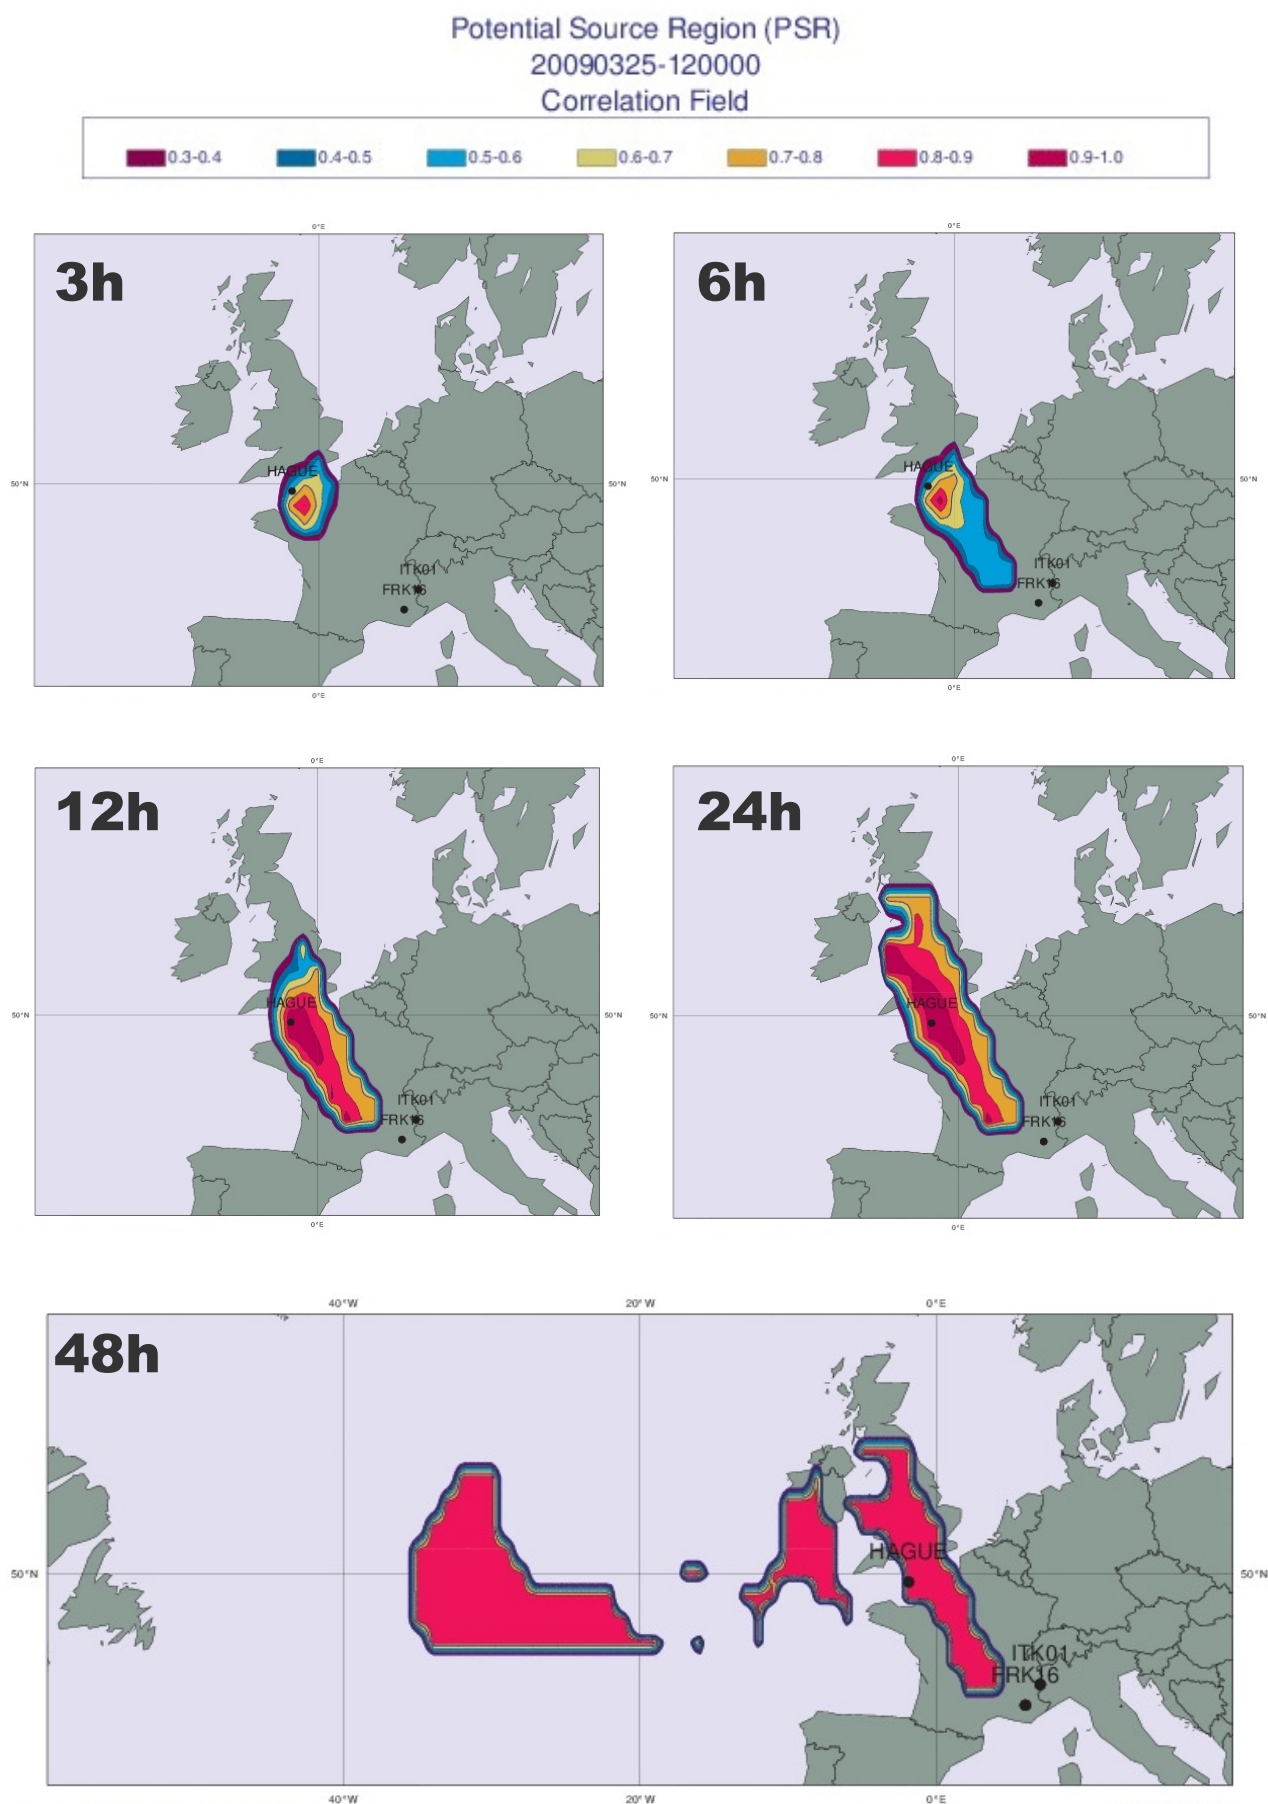 Potential Source Region (PSR)
20090325-120000
Correlation Field
0.3-0.4 0.4-0.5 0.5-0.6 0.6-0.7 0.7-0.8 0.8-0.9 0.9-1.0
0°E 0°E
3h 6h
HAGUE HAGUE
50°N 50°N 50°N 50°N
ITK01 ITK01
FRK16 FRK16
0°E 0°E
0°E 0°E
12h 24h
HAGUE HAGUE
50°N 50°N 50°N 50°N
ITK01 ITK01
FRK16 FRK16
0°E 0°E
40°W 20°W 0°E
48h
HAGUE
50°N 50°N
ITK01
FRK16
40°W 20°W 0°E